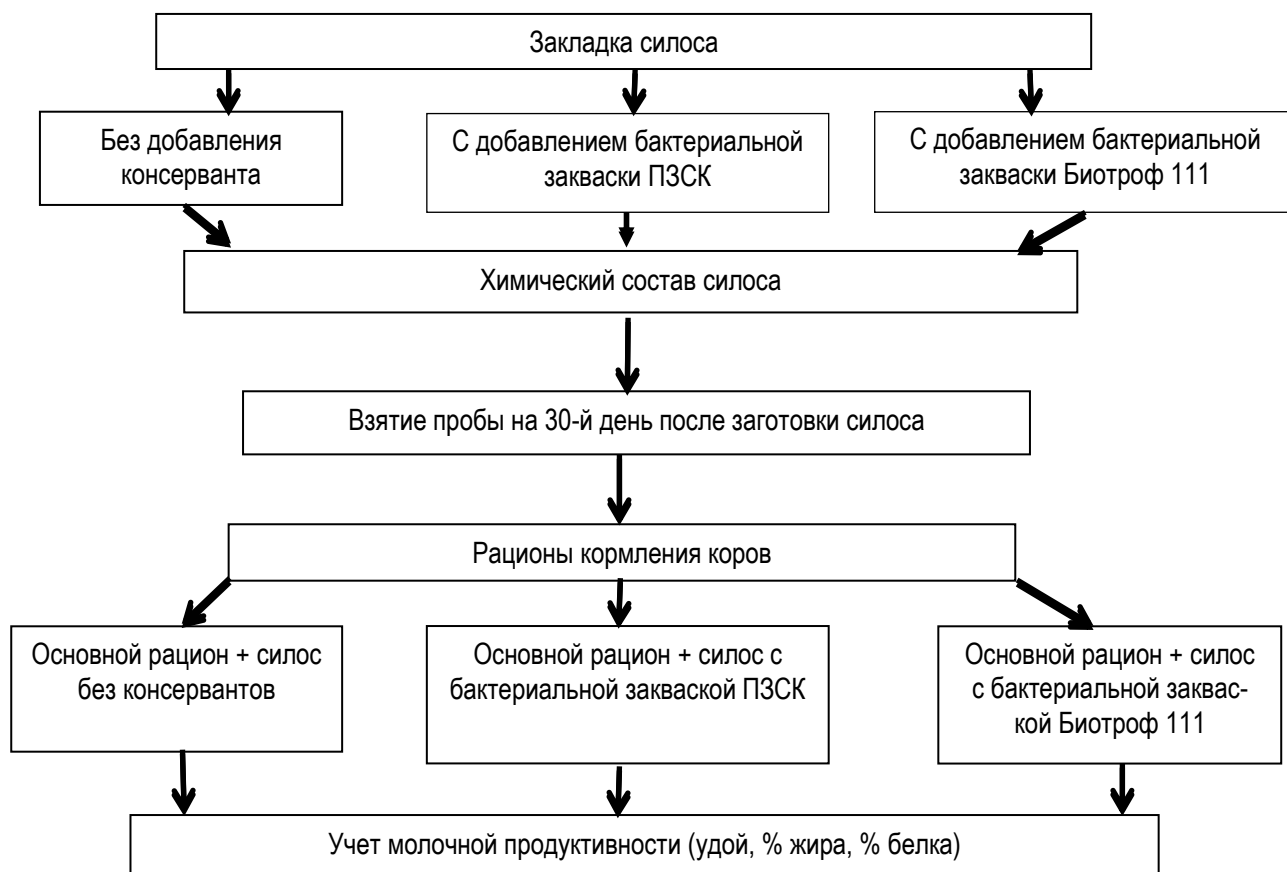 Закладка силоса
Без добавления
консерванта
С добавлением бактериальной
закваски ПЗСК
С добавлением бактериальной
закваски Биотроф 111
Химический состав силоса
Взятие пробы на 30-й день после заготовки силоса
Рационы кормления коров
Основной рацион + силос
без консервантов
Основной рацион + силос с
бактериальной закваской ПЗСК
Основной рацион + силос
с бактериальной заквас-
кой Биотроф 111
Учет молочной продуктивности (удой, % жира, % белка)